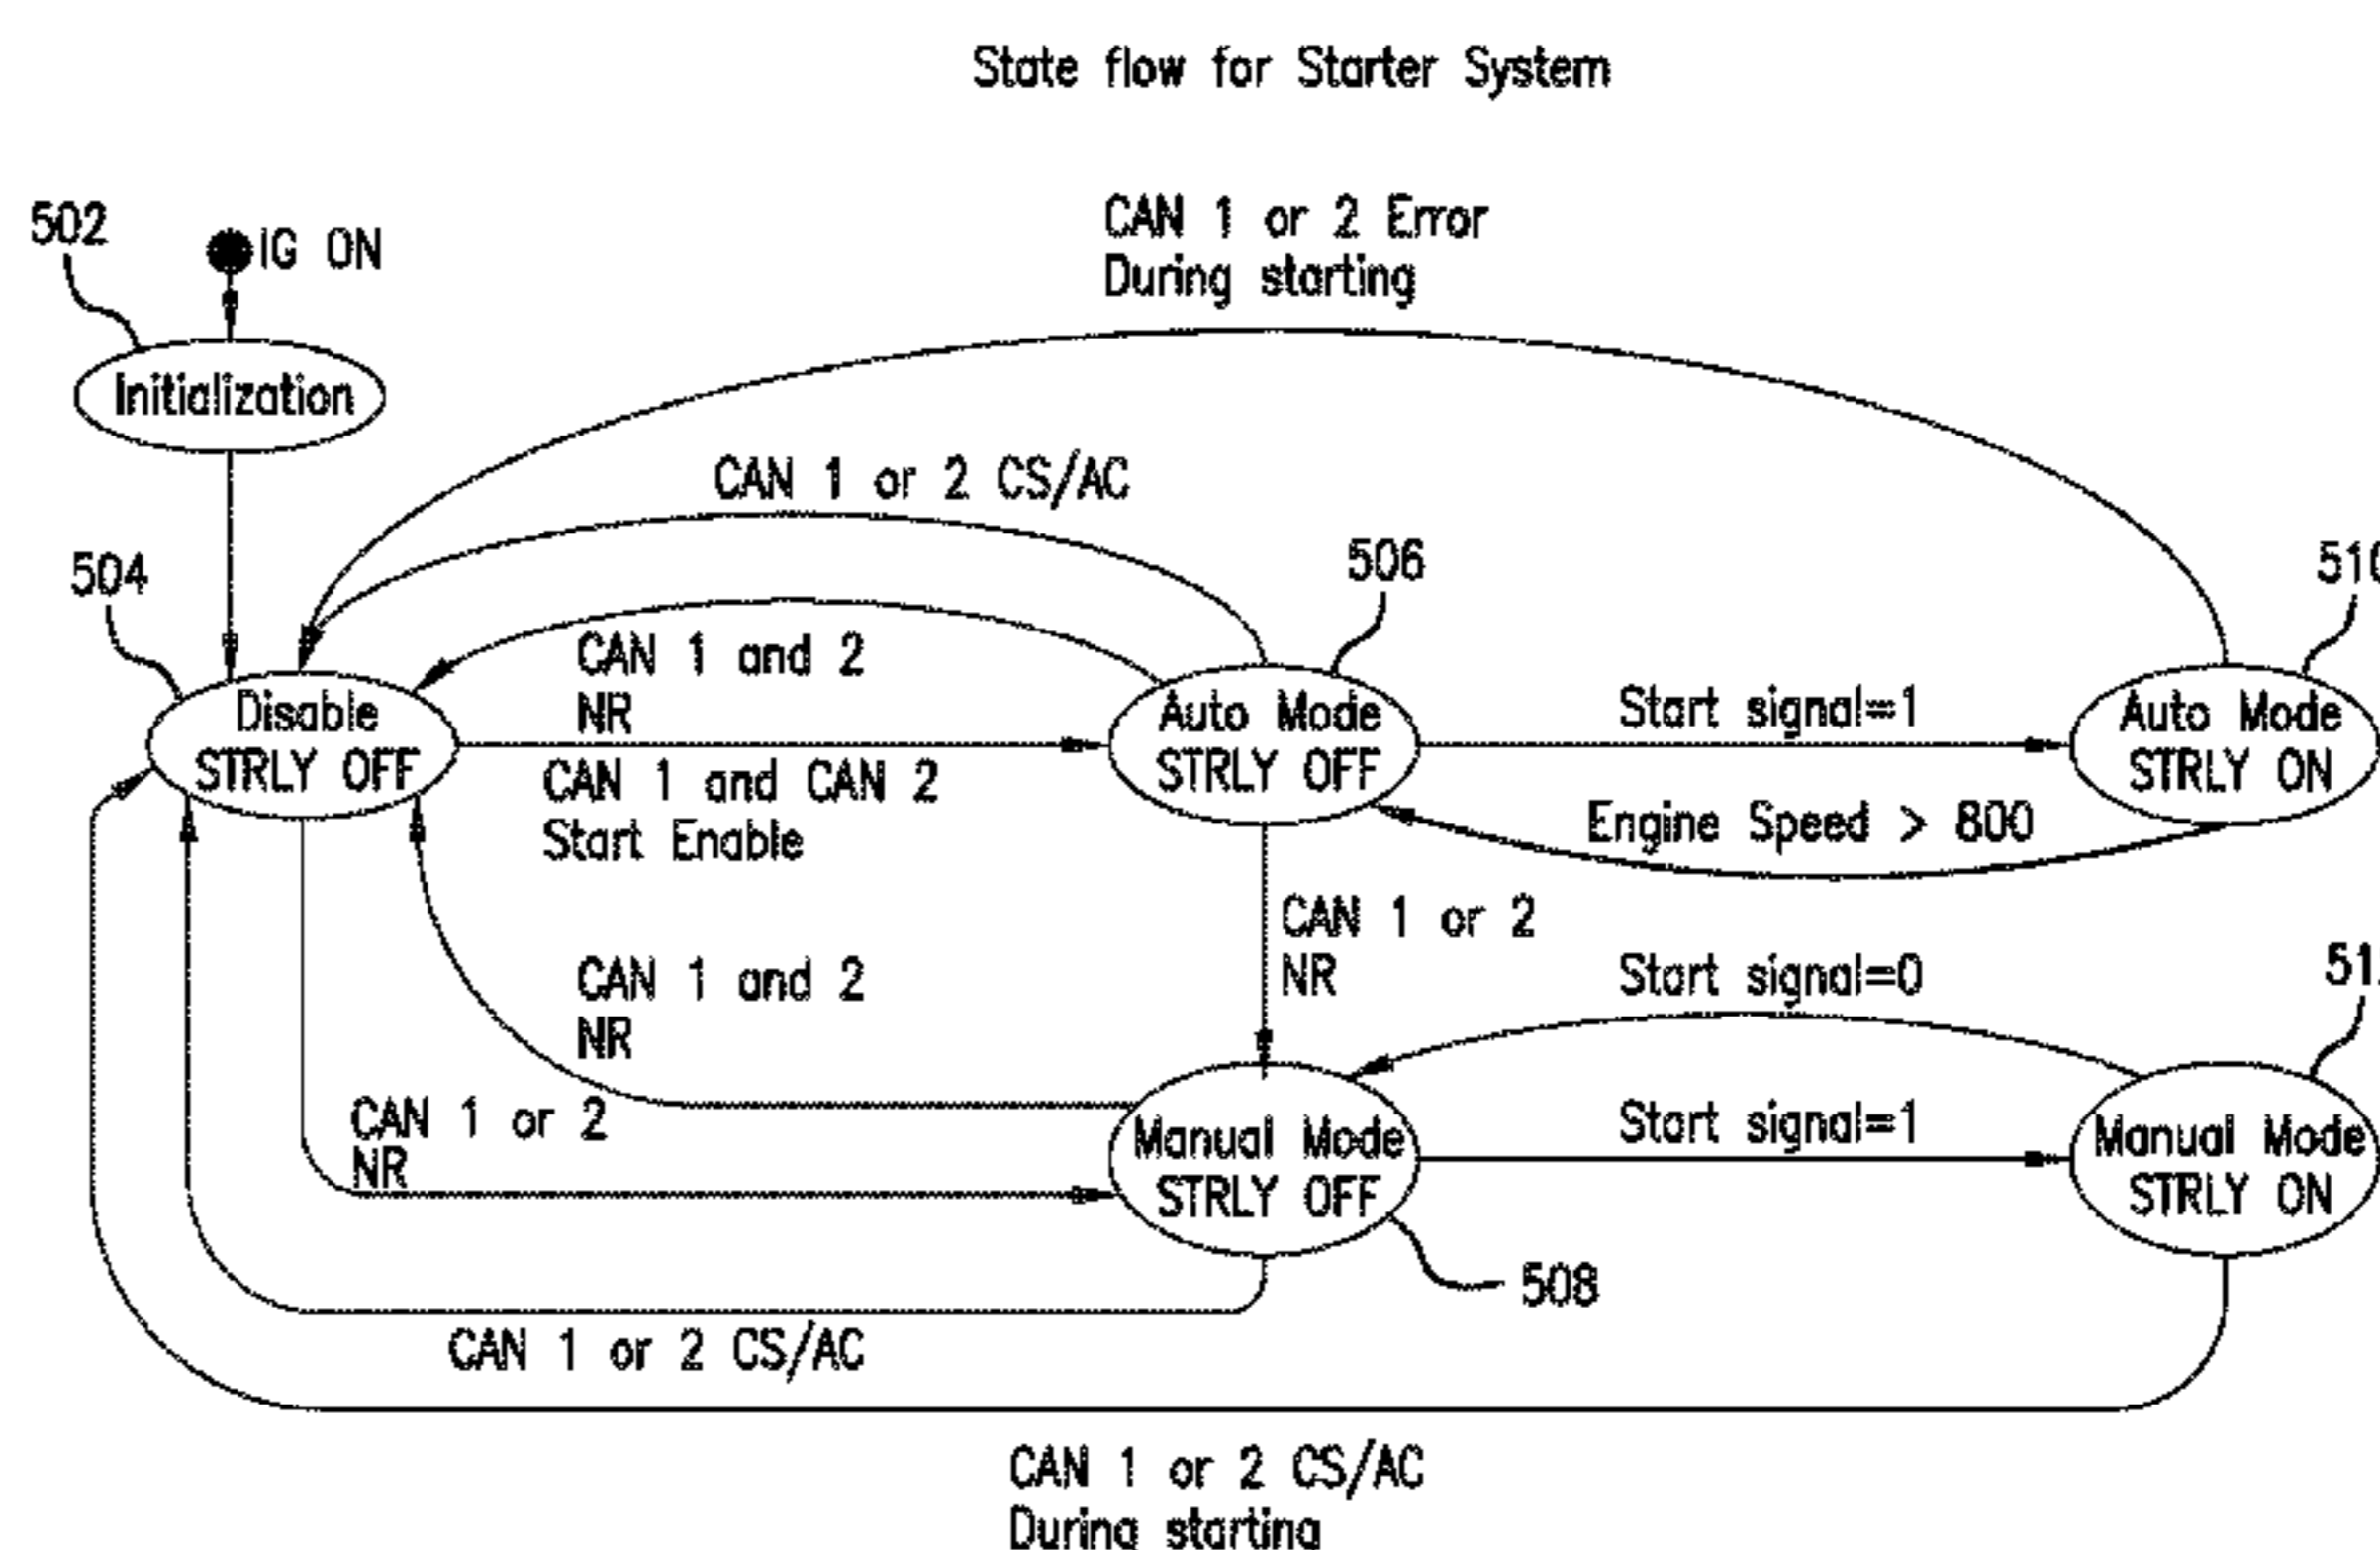 State flow for Starter System
CAN 1 or 2 Error
During starting
502
IG ON
Initialization
CAN 1 or 2 CS/AC
504
506
CAN 1 and 2
NR
Disable
STRLY OFF
Auto Mode
STRLY OFF
Start signal=1
Auto Mode
STRLY ON
CAN 1 and CAN 2
Start Enable
Engine Speed > 800
CAN 1 or 2
NR
CAN 1 and 2
NR
Start signal=0
CAN 1 or 2
NR
Manual Mode
STRLY OFF
Start signal=1
Manual Mode
STRLY ON
508
CAN 1 or 2 CS/AC
CAN 1 or 2 CS/AC
During starting